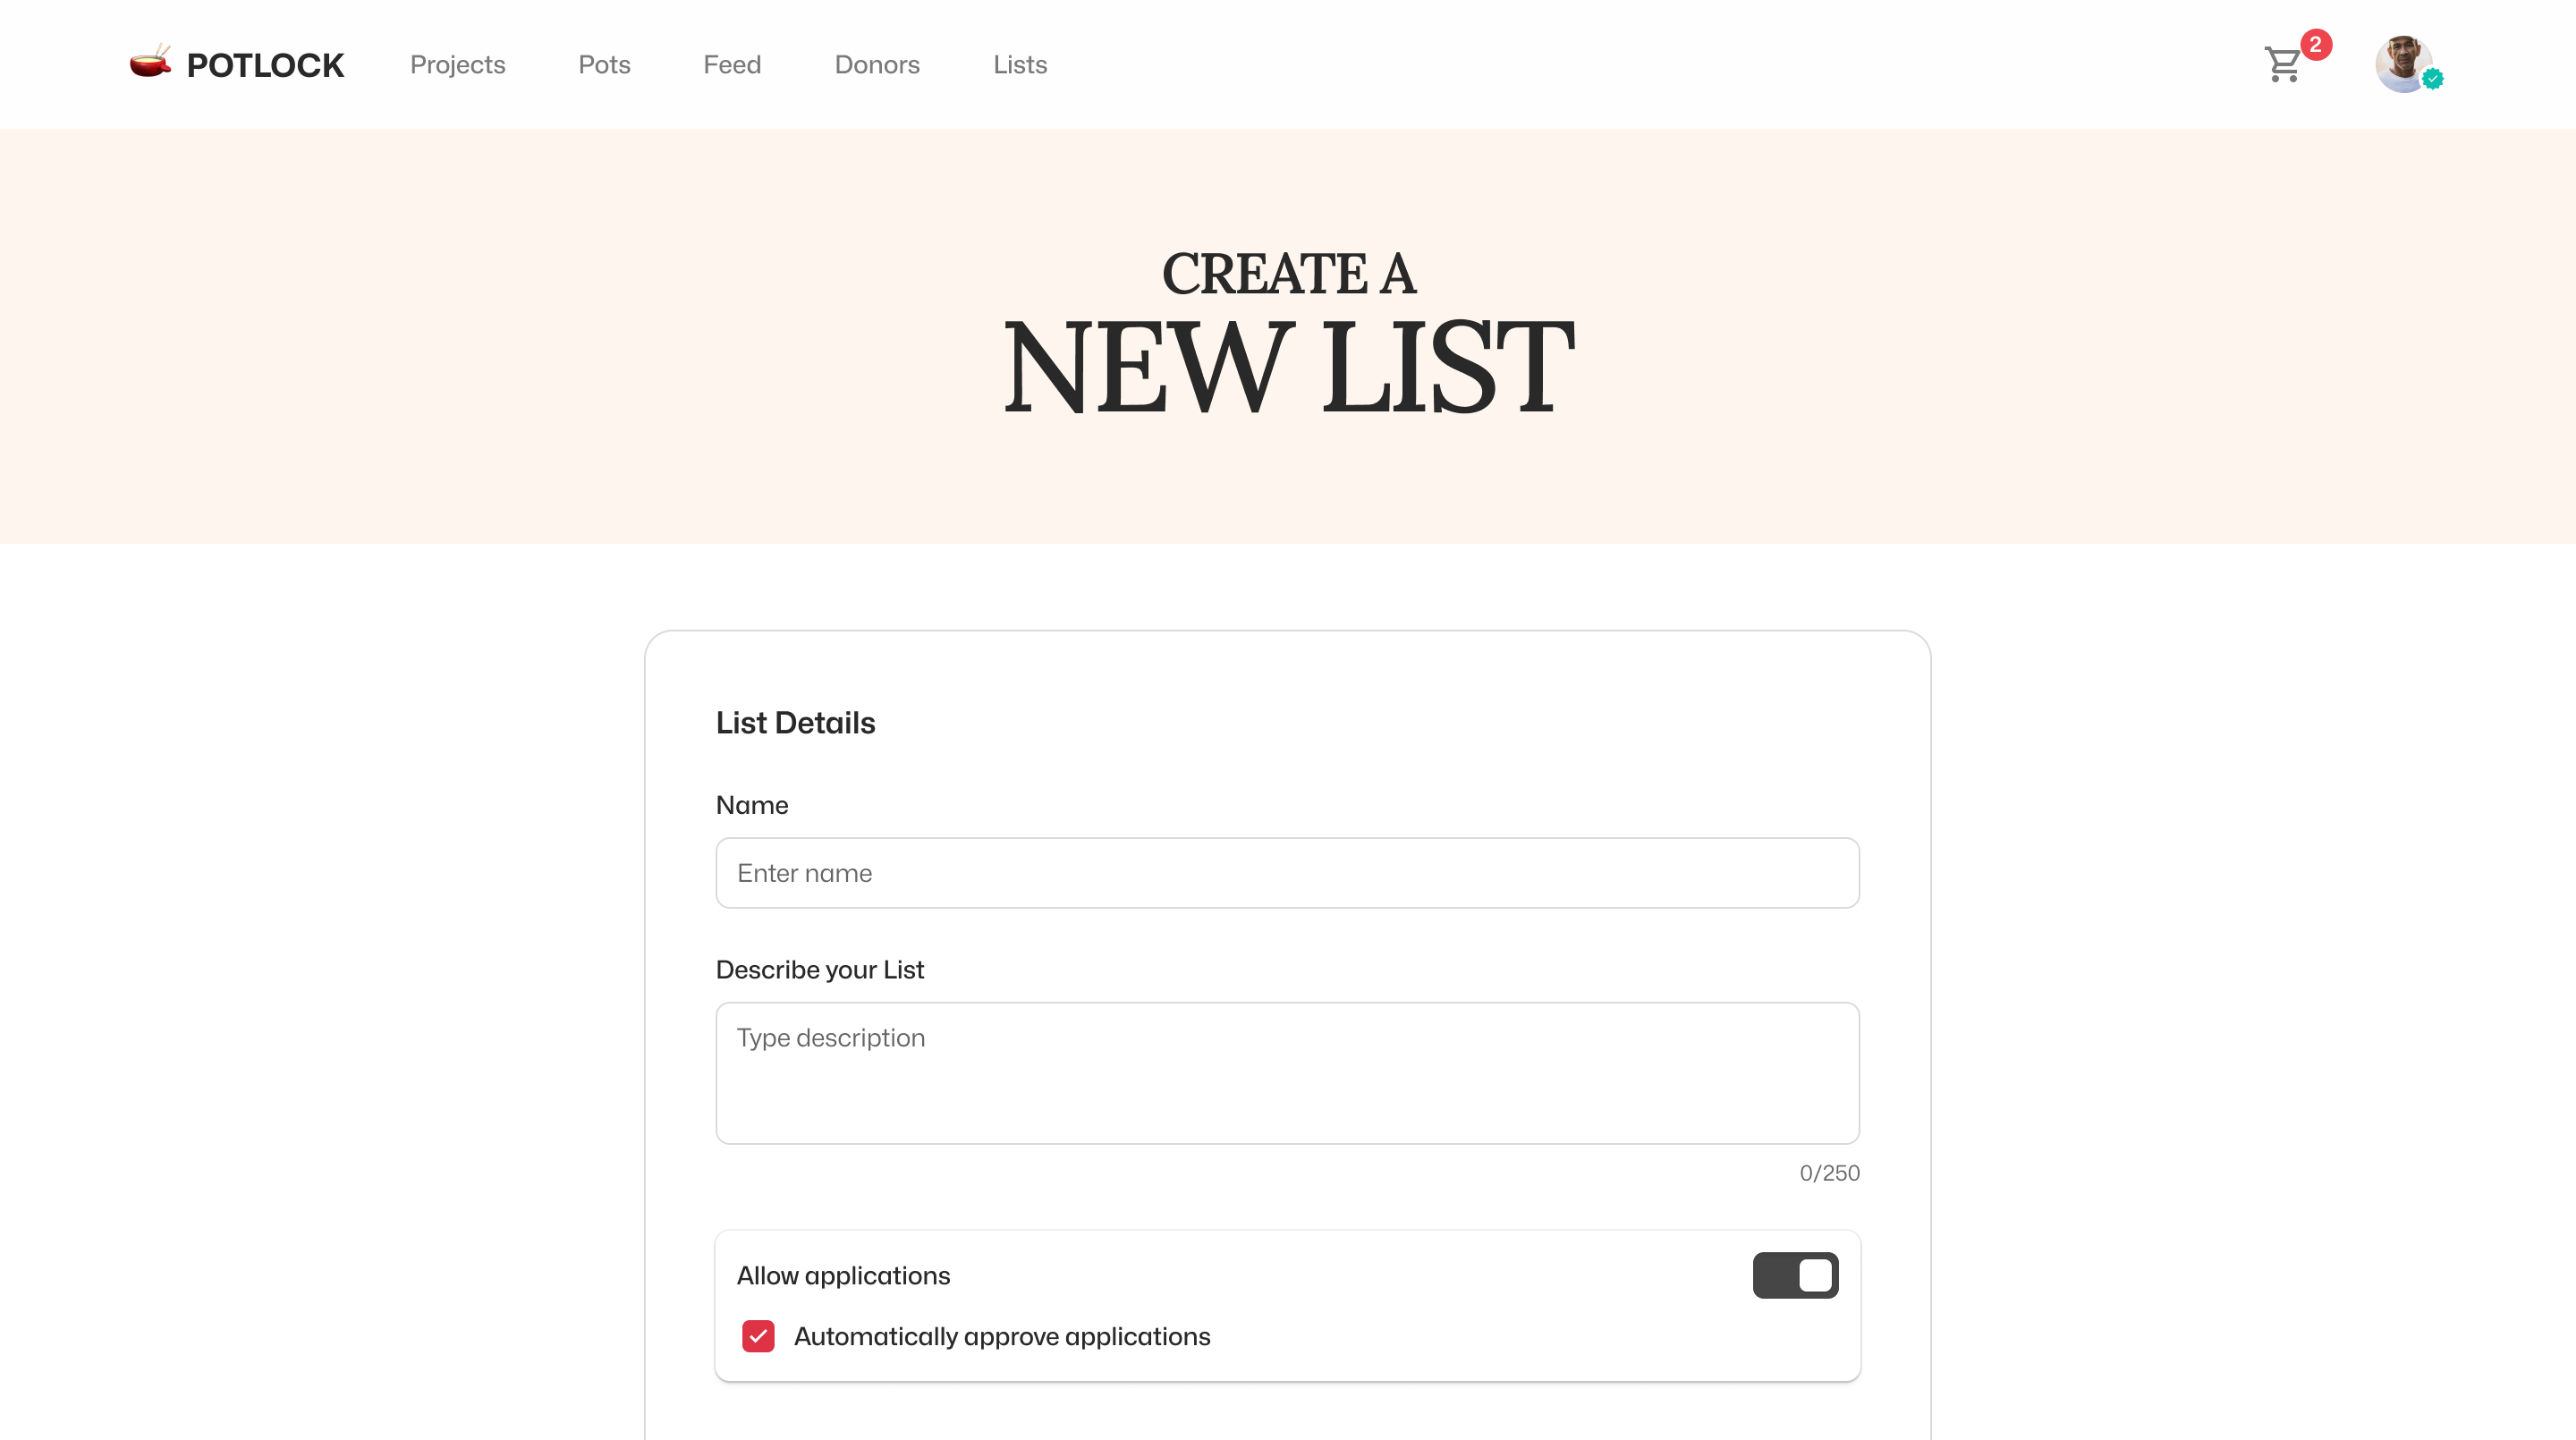 POTLOCK Projects Pots Feed Donors Lists 2
CREATE A
NEW LIST
List Details
Name
Enter name
Describe your List
Type description
0/250
Allow applications
Automatically approve applications